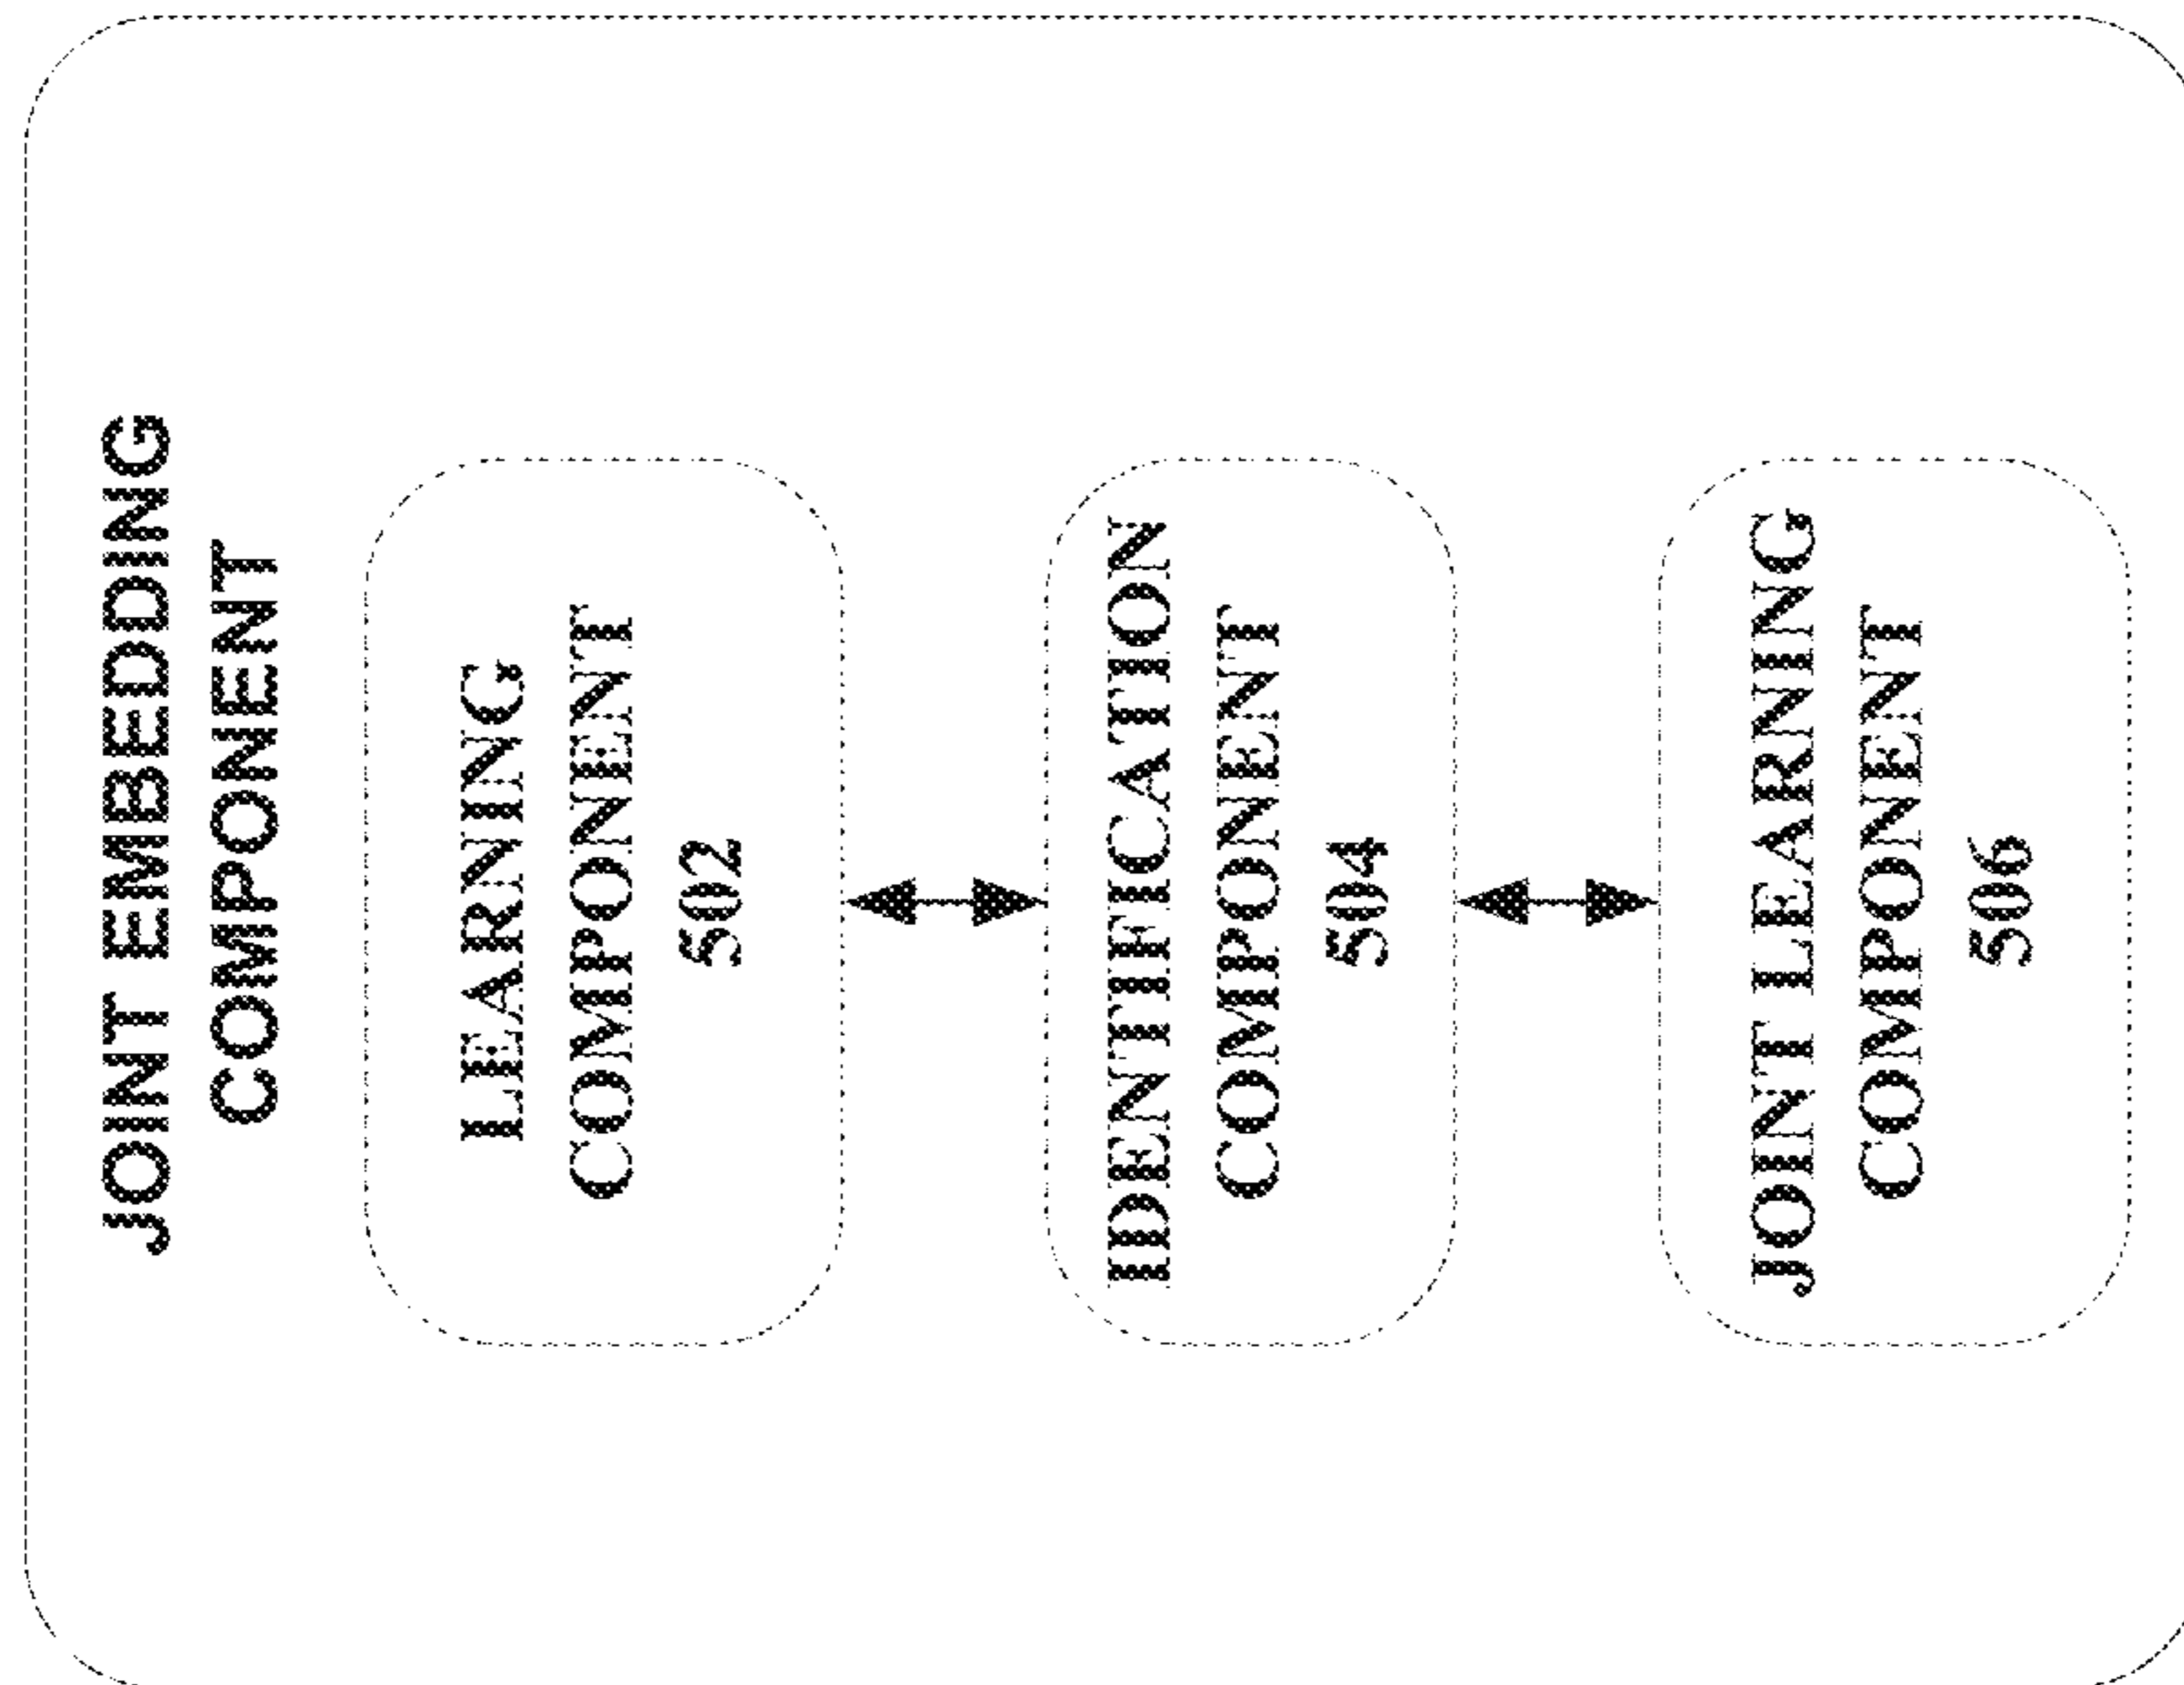 JOINT EMBEDDING
COMPONENT
LEARNING
COMPONENT
502
IDENTIFICATION
COMPONENT
504
JOINT LEARNING
COMPONENT
506